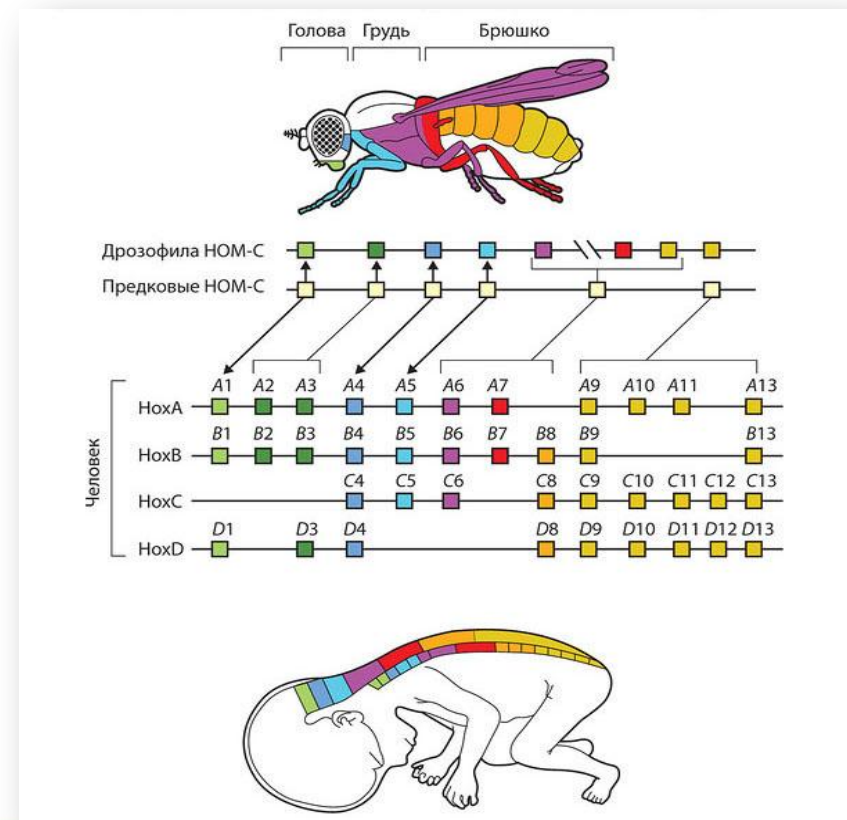 Голова Грудь Брюшко
Дрозофила HOM-C
Предковые HOM-C
A1 A2 A3 A4 A5 A6 A7 A9 A10 A11 A13
HoxA
B1 B2 B3 B4 B5 B6 B7 B8 B9 B13
HoxB
C4 C5 C6 C8 C9 C10 C11 C12 C13
HoxC
D1 D3 D4 D8 D9 D10 D11 D12 D13
HoxD
Человек